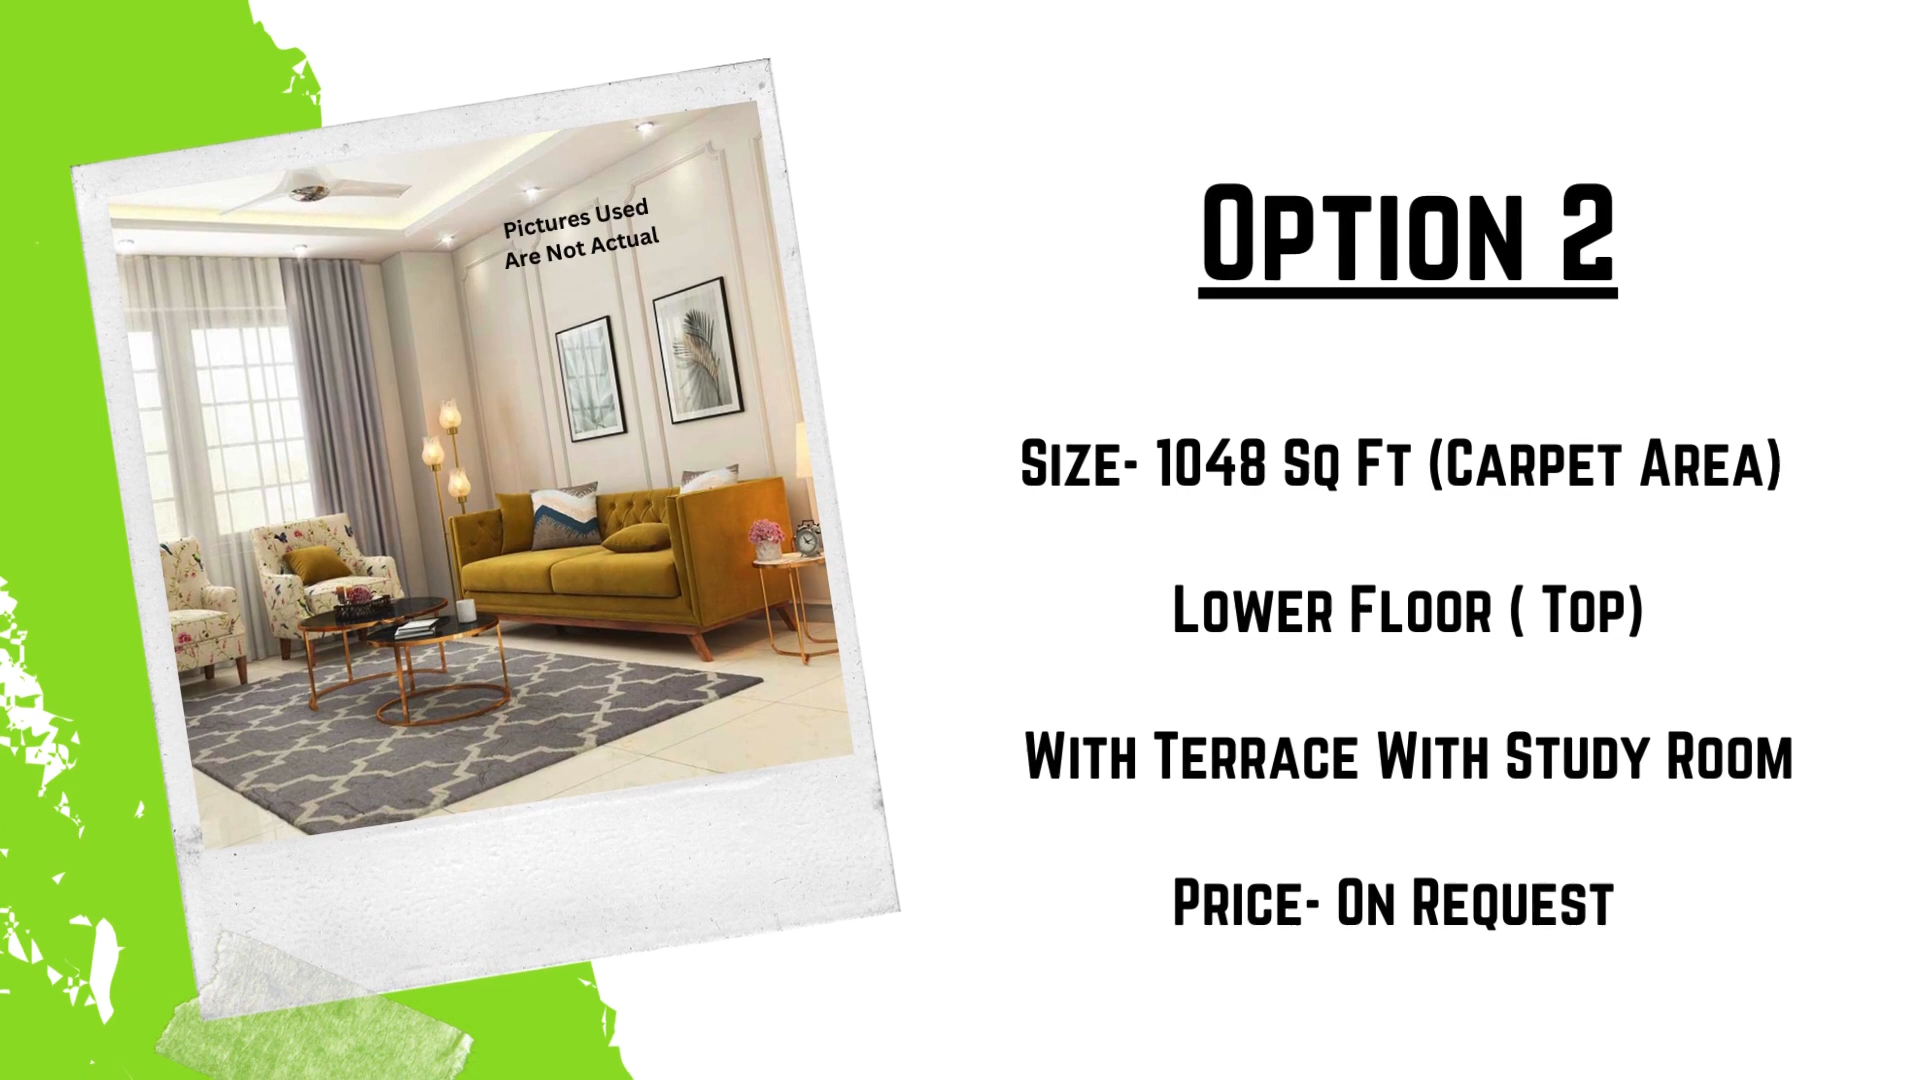 Pictures Used
Are Not Actual
Option 2
Size- 1048 Sq Ft (Carpet Area)
Lower Floor ( Top)
With Terrace With Study Room
Price- On Request